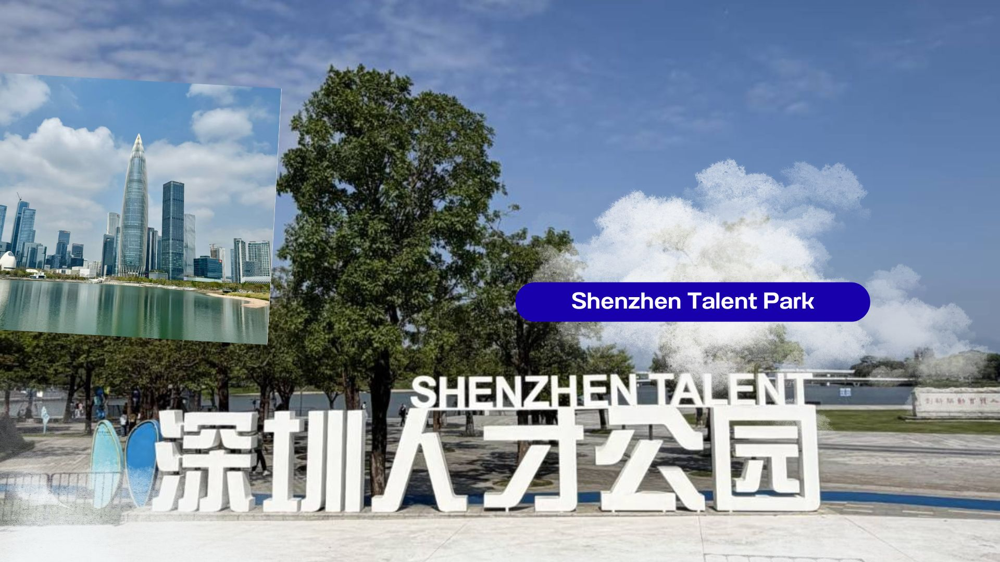 Shenzhen Talent Park
SHENZHEN TALENT
深圳人才公园